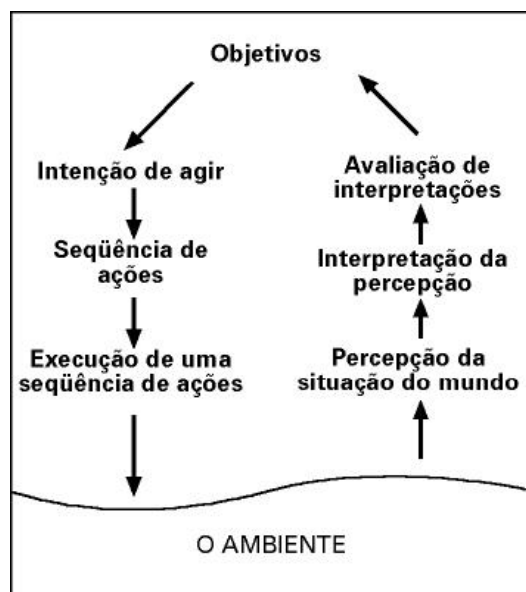 Objetivos
Intenção de agir
Seqüência de
ações
Execução de uma
seqüência de ações
Avaliação de
interpretações
Interpretação da
percepção
Percepção da
situação do mundo
O AMBIENTE